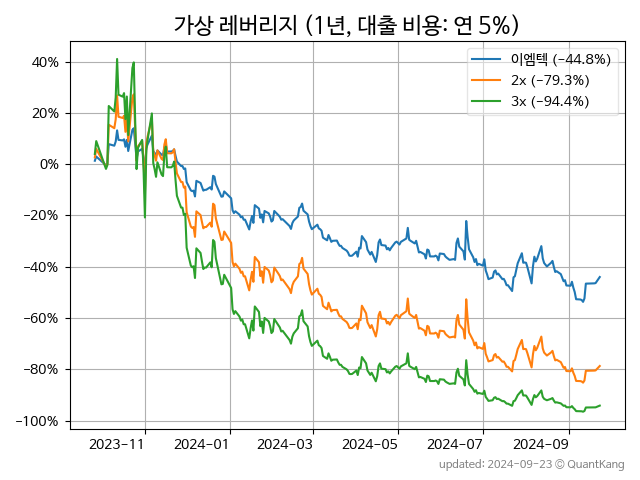 가상 레버리지 (1년, 대출 비용: 연 5%)
이엠텍 (-44.8%)
2x (-79.3%)
3x (-94.4%)
40%
20%
0%
-20%
-40%
-60%
-80%
-100%
2023-11 2024-01 2024-03 2024-05 2024-07 2024-09
updated: 2024-09-23 © QuantKang